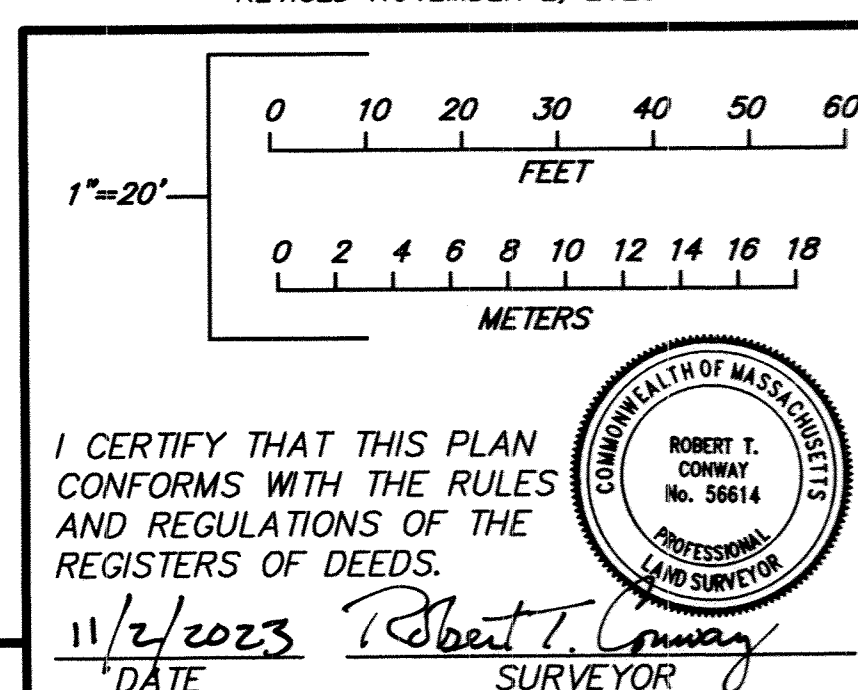 0 10 20 30 40 50 60
FEET
1"=20'
0 2 4 6 8 10 12 14 16 18
METERS
COMMONWEALTH OF MASSACHUSETTS
ROBERT T.
CONWAY
No. 56614
PROFESSIONAL
LAND SURVEYOR
I CERTIFY THAT THIS PLAN
CONFORMS WITH THE RULES
AND REGULATIONS OF THE
REGISTERS OF DEEDS.
11/2/2023 Robert T. Conway
DATE SURVEYOR